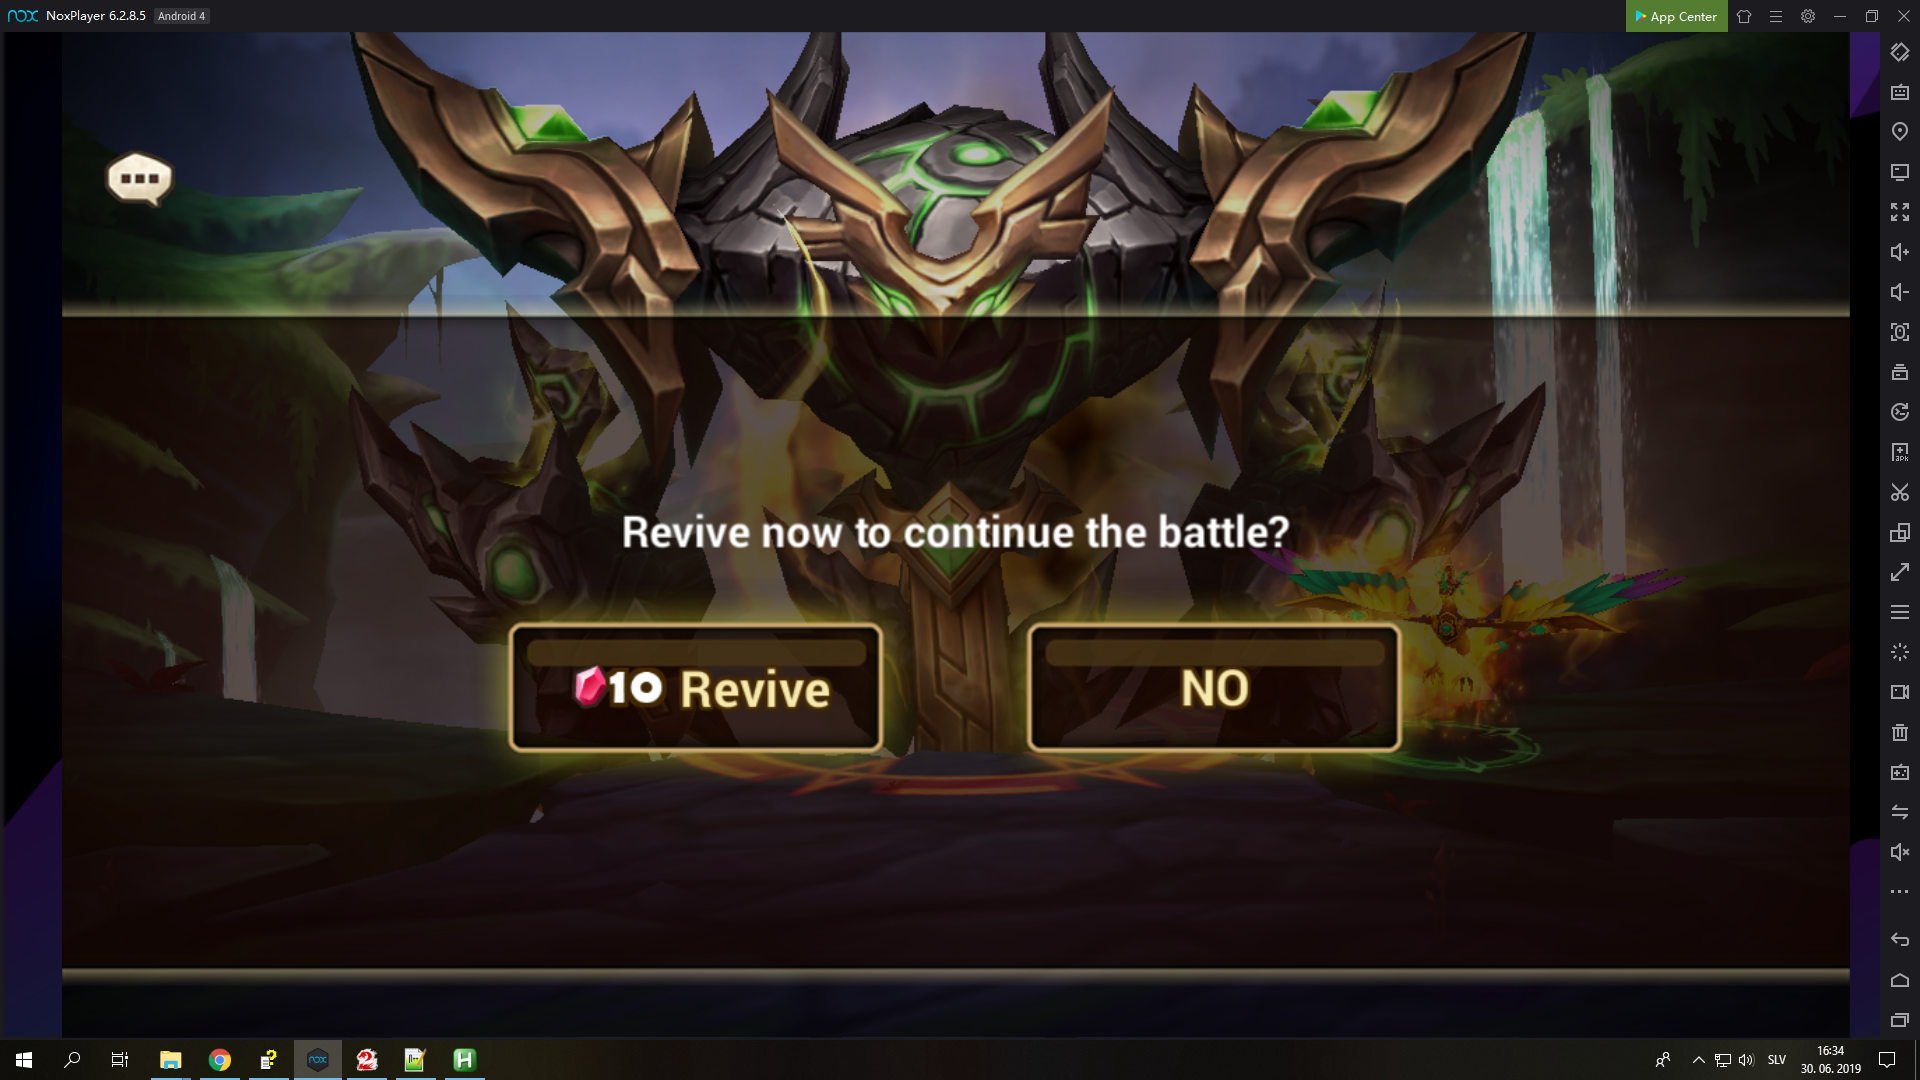 nox NoxPlayer 6.2.8.5 Android 4
App Center
Revive now to continue the battle?
10 Revive
NO
SLV
16:34
30. 06. 2019